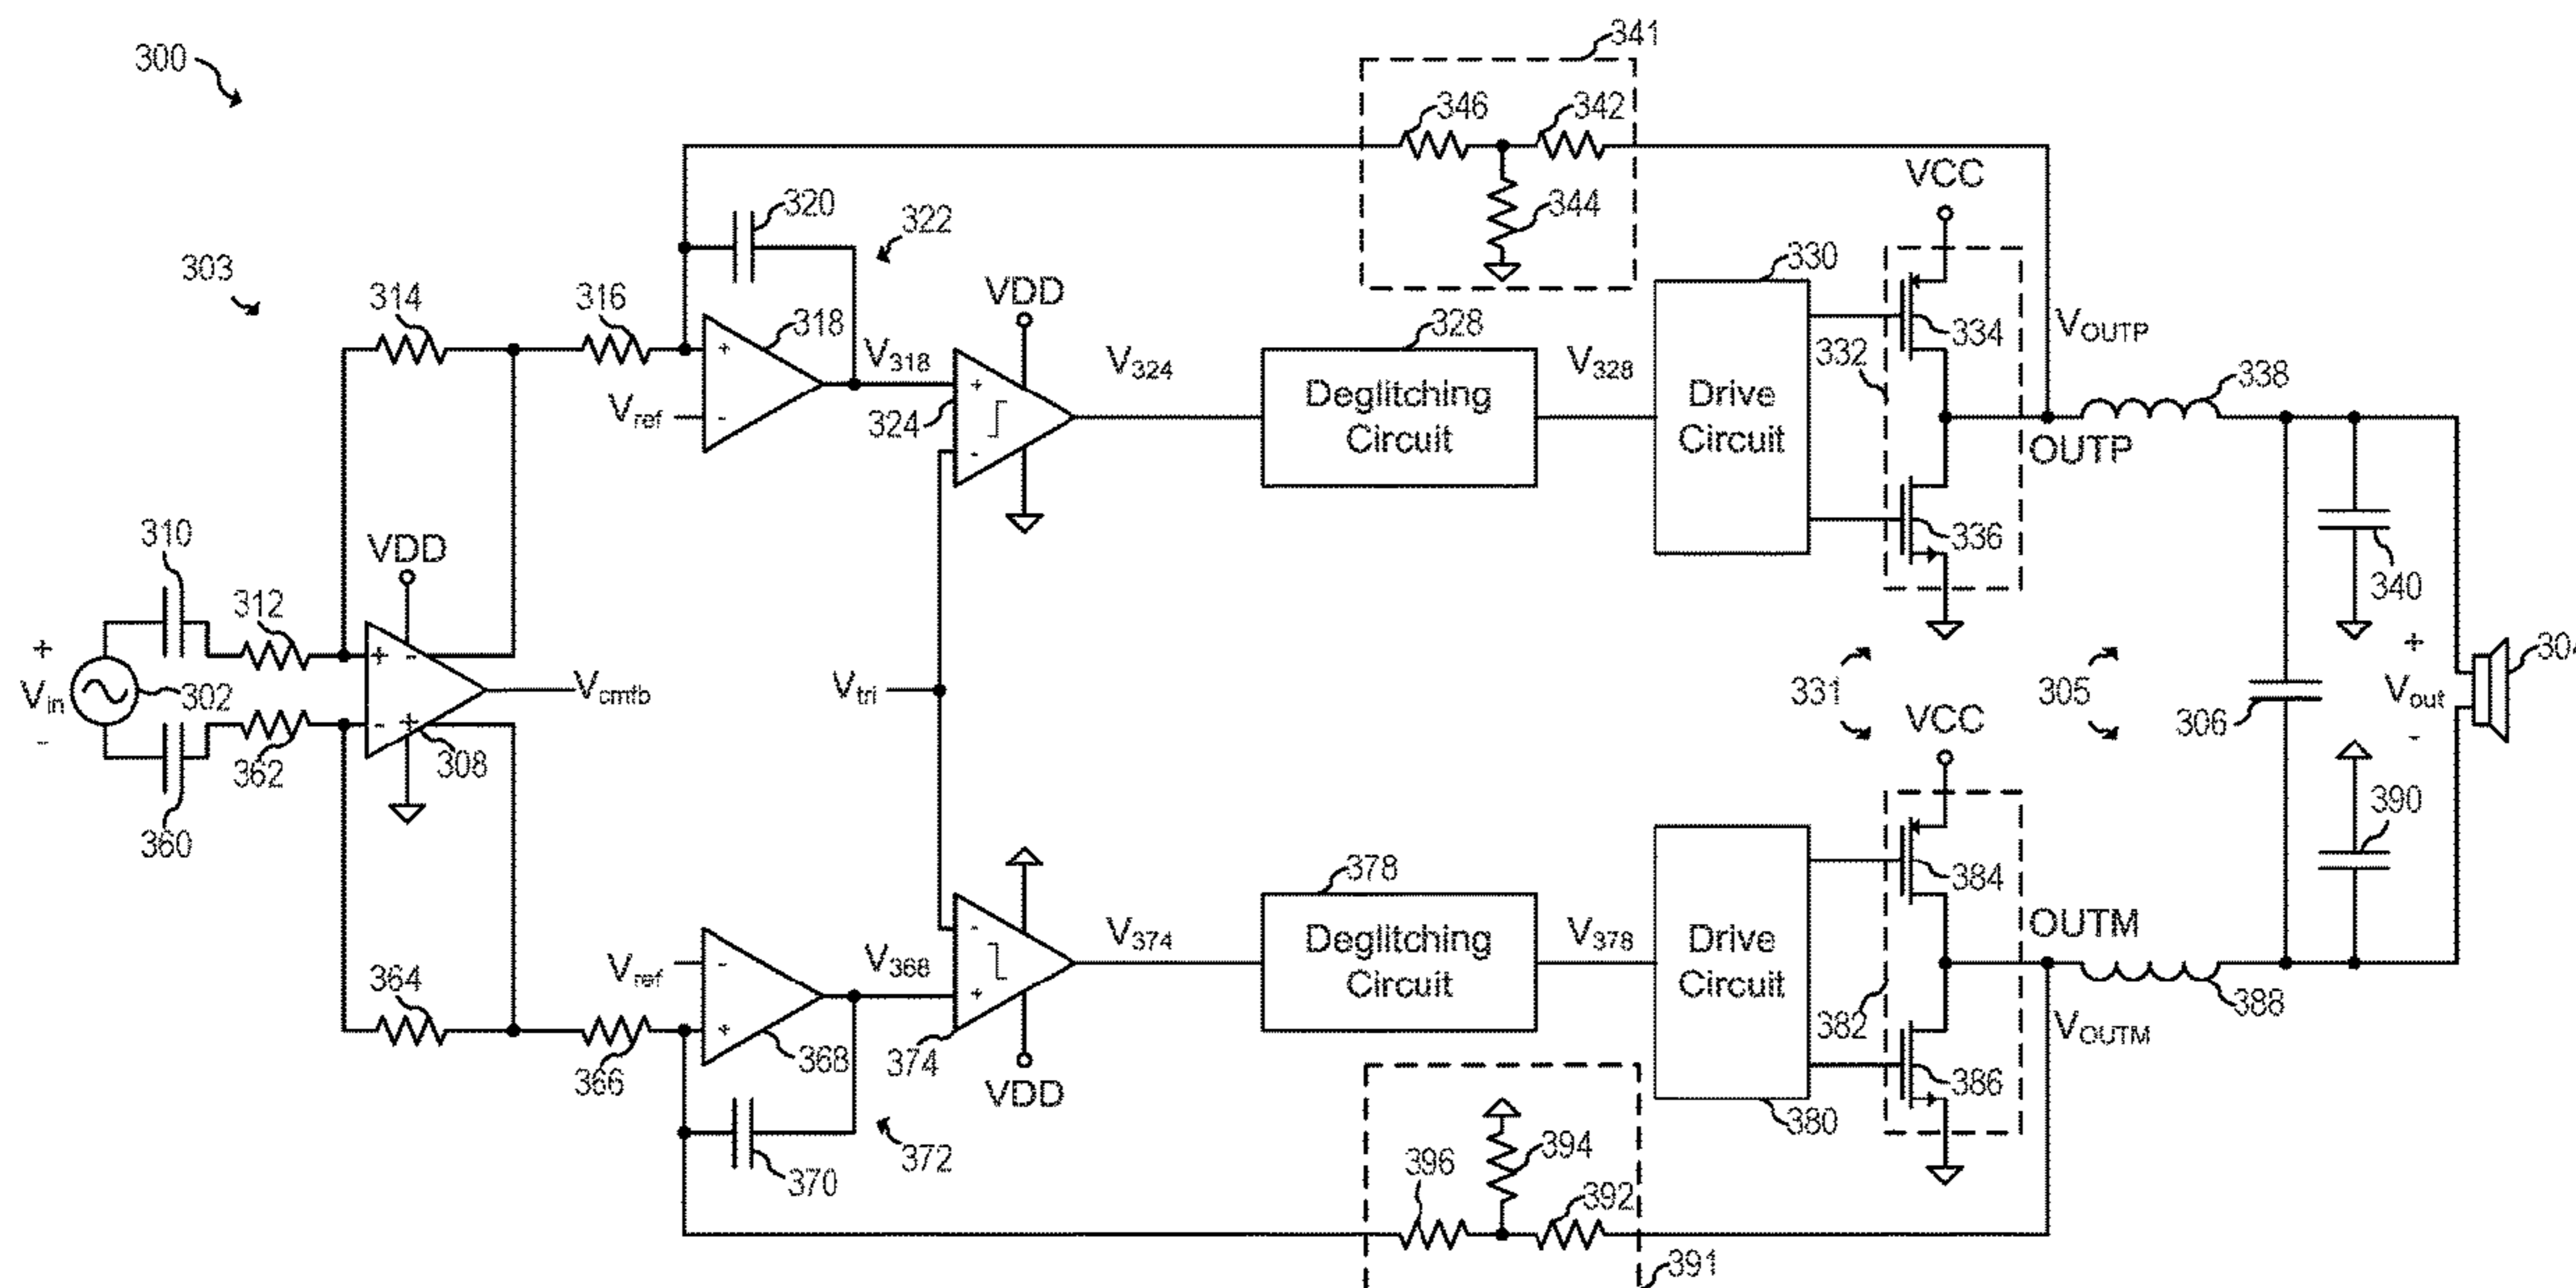 300
341
346
342
344
VCC
320
322
303
314
316
VDD
318
V318
Vref
324
V324
328
Deglitching
Circuit
V328
330
Drive
Circuit
332
334
336
VOUTP
OUTP
338
310
VDD
312
+
Vin
-
302
+
-
-
+
308
Vcmfb
362
360
Vtri
331
305
306
340
+
Vout
-
304
VCC
390
364
366
Vref
368
V368
374
VDD
V374
378
Deglitching
Circuit
V378
Drive
Circuit
380
382
384
386
OUTM
VOUTM
388
370
372
396
394
392
391